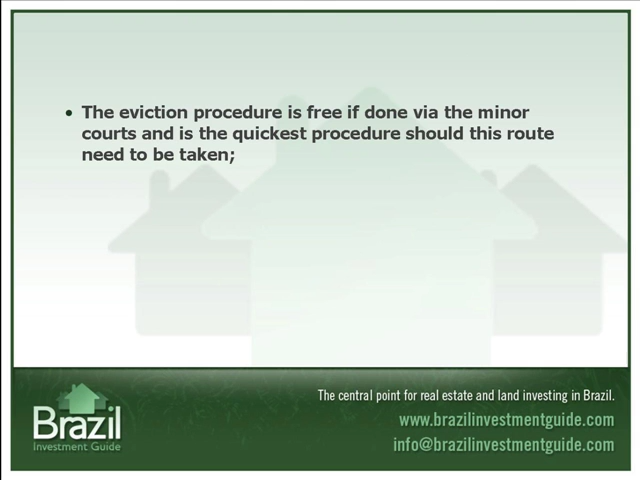 • The eviction procedure is free if done via the minor
courts and is the quickest procedure should this route
need to be taken;
The central point for real estate and land investing in Brazil.
www.brazilinvestmentguide.com
info@brazilinvestmentguide.com
Brazil
Investment Guide